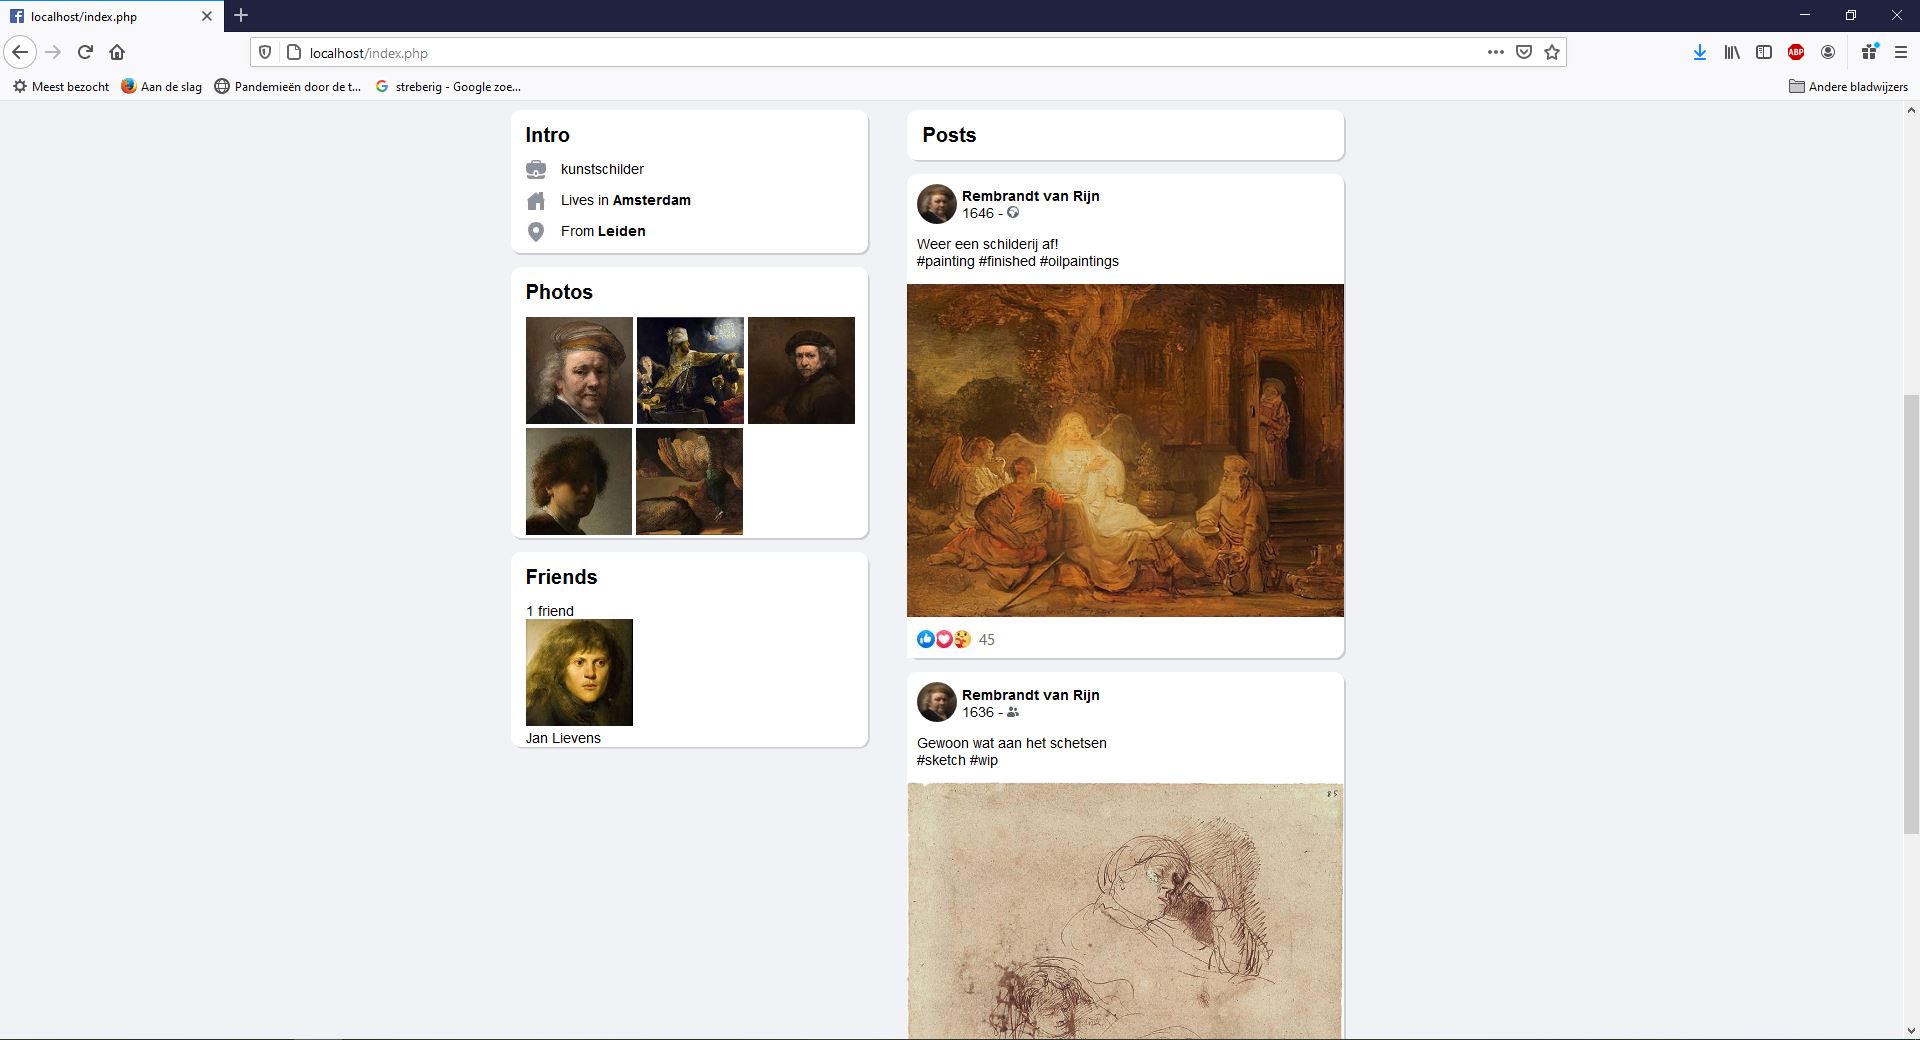 localhost/index.php
localhost/index.php
ABP
Meest bezocht
Aan de slag
Pandemieën door de t...
streberig - Google zoe...
Andere bladwijzers
Intro
kunstschilder
Lives in Amsterdam
From Leiden
Photos
Friends
1 friend
Jan Lievens
Posts
Rembrandt van Rijn
1646 -
Weer een schilderij af!
#painting #finished #oilpaintings
45
Rembrandt van Rijn
1636 -
Gewoon wat aan het schetsen
#sketch #wip
85